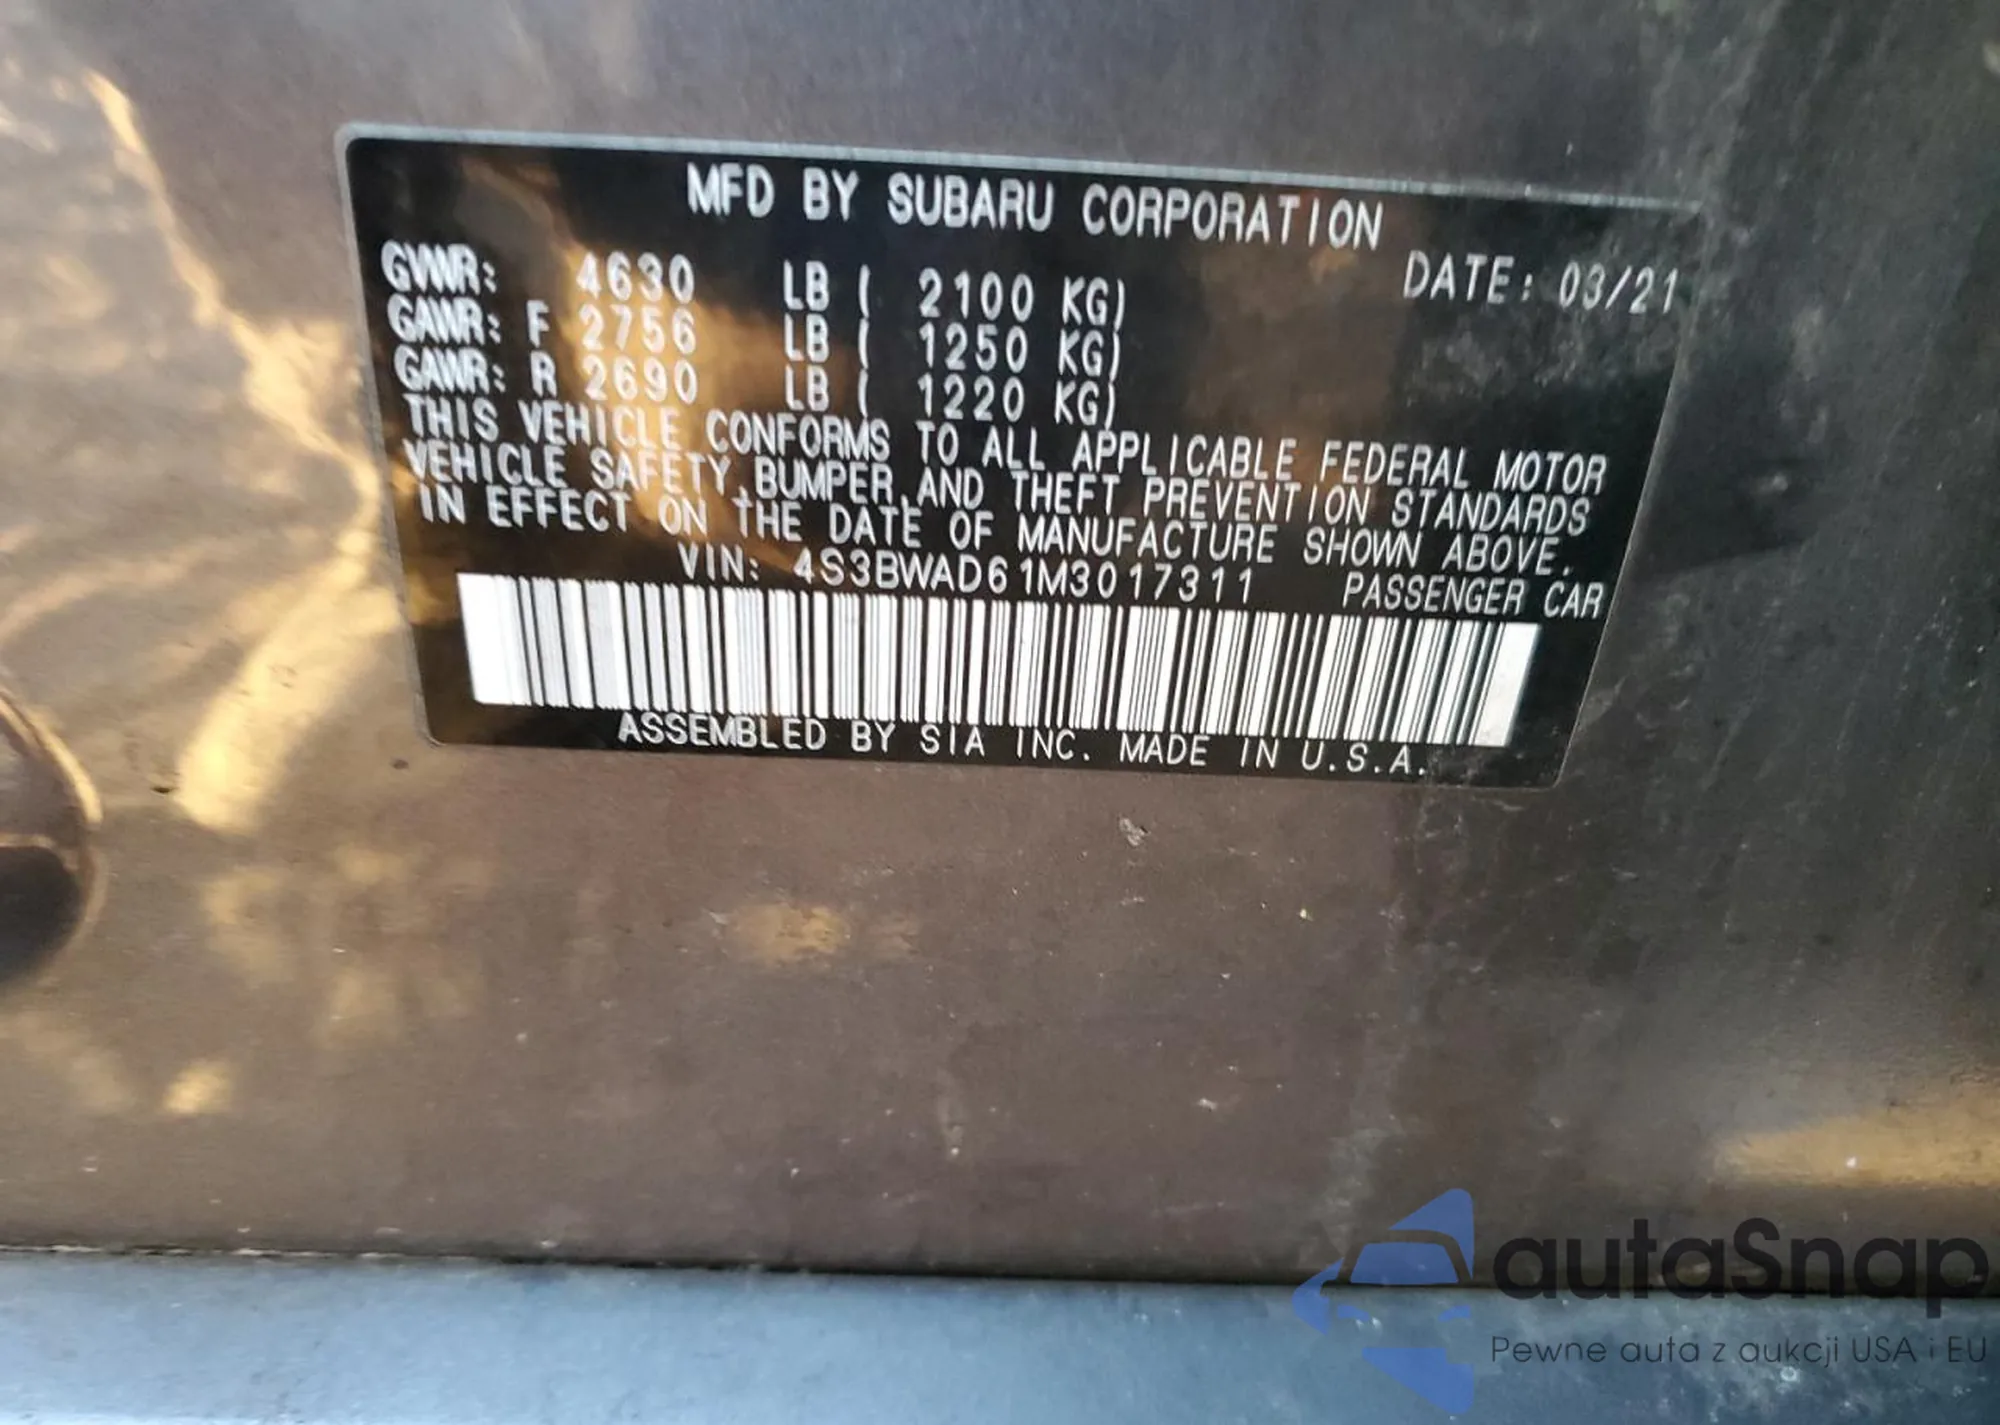 MFD BY SUBARU CORPORATION
DATE: 03/21
GVWR: 4630 LB ( 2100 KG)
GAWR: F 2756 LB ( 1250 KG)
GAWR: R 2690 LB ( 1220 KG)
THIS VEHICLE CONFORMS TO ALL APPLICABLE FEDERAL MOTOR
VEHICLE SAFETY,BUMPER,AND THEFT PREVENTION STANDARDS
IN EFFECT ON THE DATE OF MANUFACTURE SHOWN ABOVE.
VIN: 4S3BWAD61M3017311 PASSENGER CAR
ASSEMBLED BY SIA INC. MADE IN U.S.A.
autaSnap
Pewne auta z aukcji USA i EU